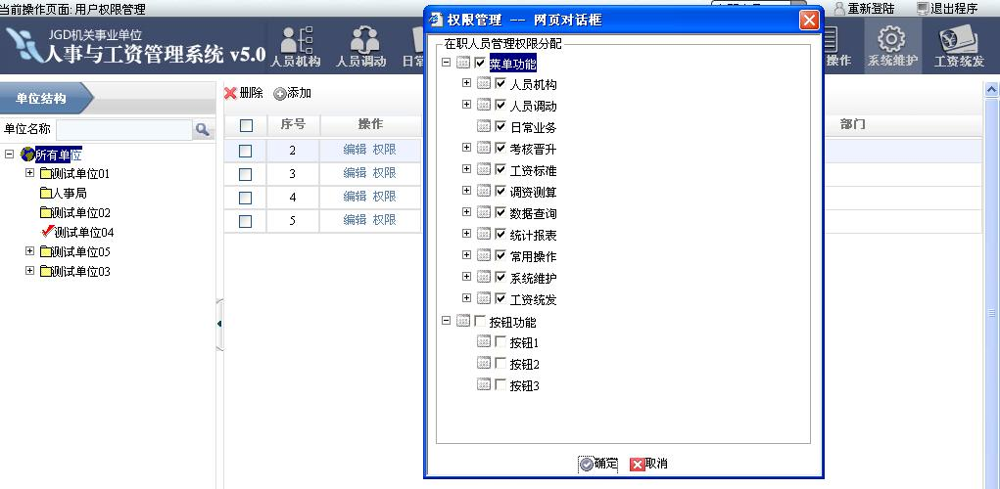 当前操作页面: 用户权限管理
重新登陆 退出程序
JGD机关事业单位
人事与工资管理系统 v5.0
人员机构 人员调动 日常 操作 系统维护 工资统发
单位结构
单位名称
所有单位
测试单位01
人事局
测试单位02
测试单位04
测试单位05
测试单位03
删除 添加
序号 操作 部门
2 编辑 权限
3 编辑 权限
4 编辑 权限
5 编辑 权限
权限管理 -- 网页对话框
在职人员管理权限分配
菜单功能
人员机构
人员调动
日常业务
考核晋升
工资标准
调资测算
数据查询
统计报表
常用操作
系统维护
工资统发
按钮功能
按钮1
按钮2
按钮3
确定 取消